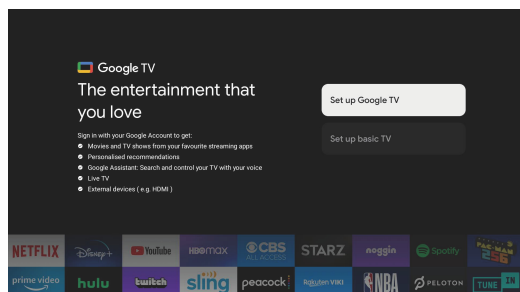 Google TV
The entertainment that
you love
Sign in with your Google Account to get:
Movies and TV shows from your favourite streaming apps
Personalised recommendations
Google Assistant: Search and control your TV with your voice
Live TV
External devices ( e.g. HDMI )
Set up Google TV
Set up basic TV
NETFLIX
Disney+
YouTube
HBOMAX
CBS
ALL ACCESS
STARZ
noggin
Spotify
PAC-MAN
256
prime video
hulu
twitch
sling
peacock
Rakuten VIKI
NBA
PELOTON
TUNE IN